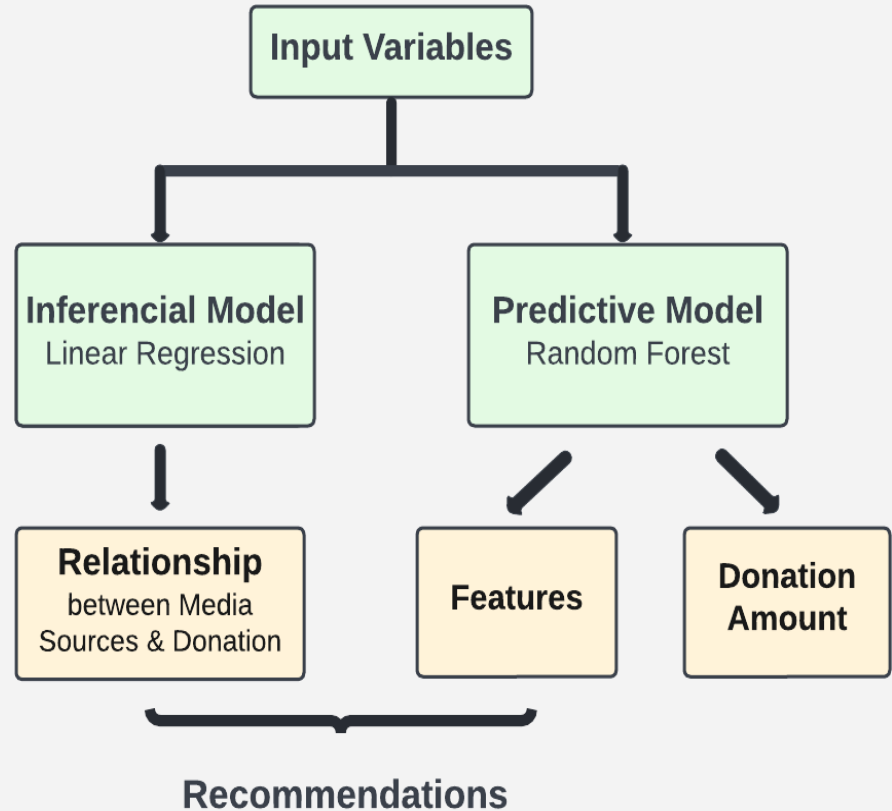 Input Variables
Inferencial Model
Linear Regression
Predictive Model
Random Forest
Relationship
between Media
Sources & Donation
Features
Donation
Amount
Recommendations